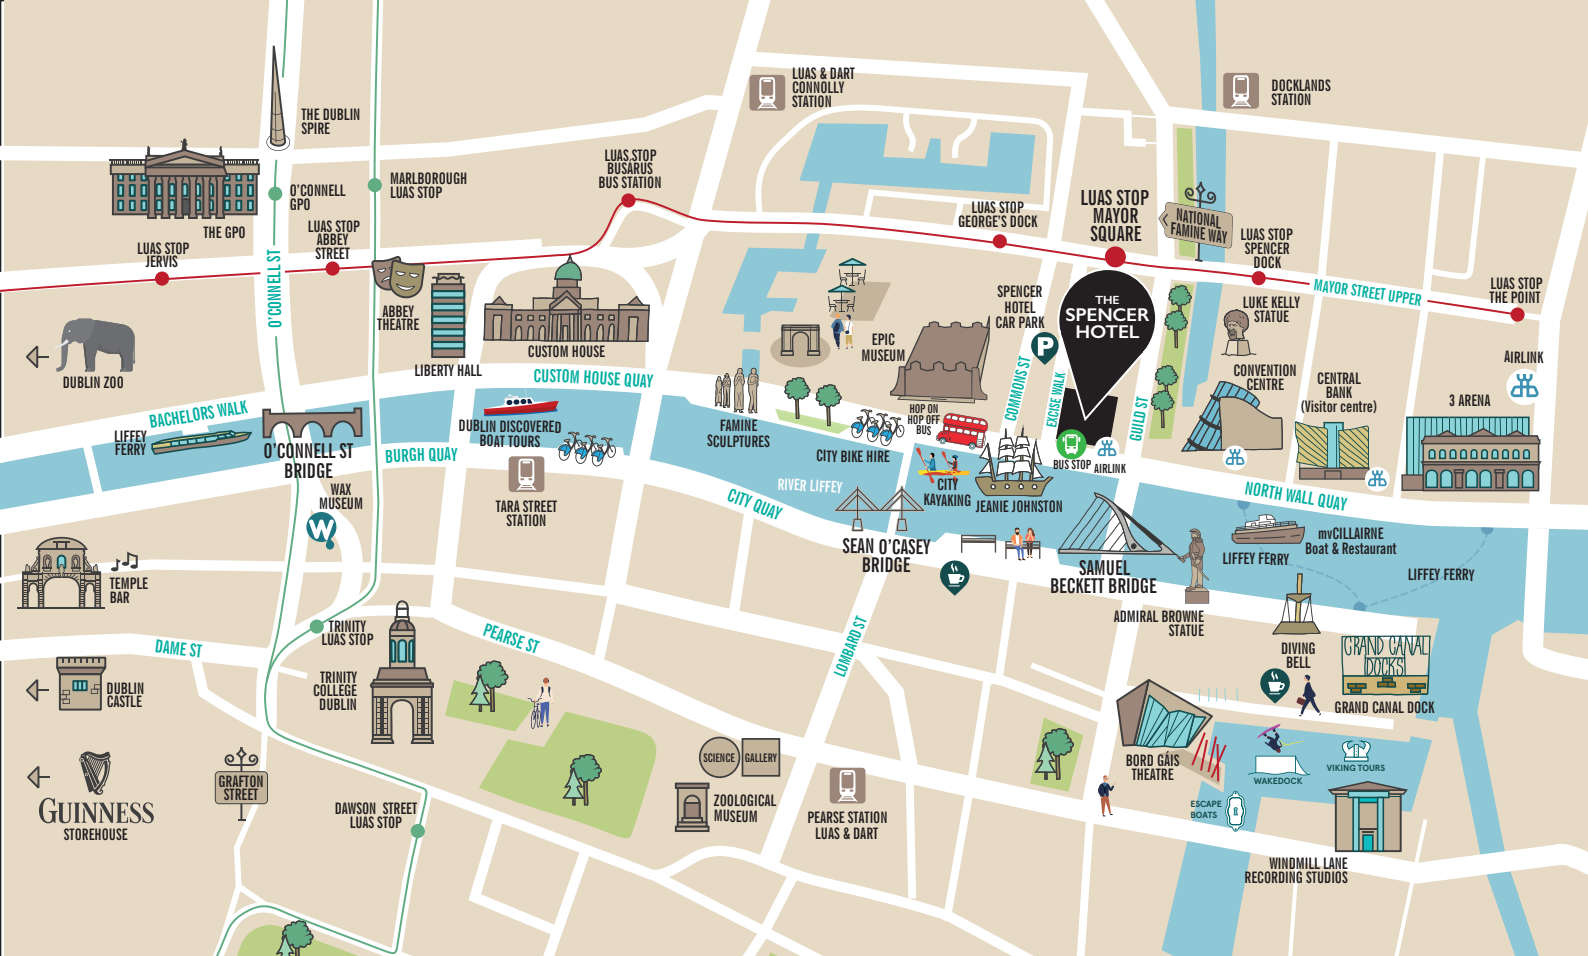 LUAS & DART
CONNOLLY
STATION
DOCKLANDS
STATION
THE DUBLIN
SPIRE
LUAS STOP
BUSÁRUS
BUS STATION
O'CONNELL
GPO
MARLBOROUGH
LUAS STOP
THE GPO
LUAS STOP
JERVIS
LUAS STOP
ABBEY
STREET
O'CONNELL ST
LUAS STOP
GEORGE'S DOCK
LUAS STOP
MAYOR
SQUARE
NATIONAL
FAMINE WAY
LUAS STOP
SPENCER
DOCK
MAYOR STREET UPPER
LUAS STOP
THE POINT
DUBLIN ZOO
ABBEY
THEATRE
LIBERTY HALL
CUSTOM HOUSE
CUSTOM HOUSE QUAY
EPIC
MUSEUM
SPENCER
HOTEL
CAR PARK
P
THE
SPENCER
HOTEL
LUKE KELLY
STATUE
CONVENTION
CENTRE
CENTRAL
BANK
(Visitor centre)
AIRLINK
3 ARENA
BACHELORS WALK
LIFFEY
FERRY
O'CONNELL ST
BRIDGE
DUBLIN DISCOVERED
BOAT TOURS
BURGH QUAY
FAMINE
SCULPTURES
CITY BIKE HIRE
HOP ON
HOP OFF
BUS
COMMONS ST
EXCISE WALK
GUILD ST
BUS STOP
AIRLINK
WAX
MUSEUM
W
TARA STREET
STATION
CITY QUAY
RIVER LIFFEY
CITY
KAYAKING
JEANIE JOHNSTON
NORTH WALL QUAY
SEAN O'CASEY
BRIDGE
SAMUEL
BECKETT BRIDGE
LIFFEY FERRY
mvCILLAIRNE
Boat & Restaurant
LIFFEY FERRY
TEMPLE
BAR
ADMIRAL BROWNE
STATUE
DIVING
BELL
GRAND CANAL
DOCKS
GRAND CANAL DOCK
DAME ST
TRINITY
LUAS STOP
PEARSE ST
LOMBARD ST
DUBLIN
CASTLE
TRINITY
COLLEGE
DUBLIN
GUINNESS
STOREHOUSE
GRAFTON
STREET
DAWSON STREET
LUAS STOP
SCIENCE
GALLERY
ZOOLOGICAL
MUSEUM
PEARSE STATION
LUAS & DART
BORD GÁIS
THEATRE
WAKEDOCK
VIKING TOURS
ESCAPE
BOATS
WINDMILL LANE
RECORDING STUDIOS